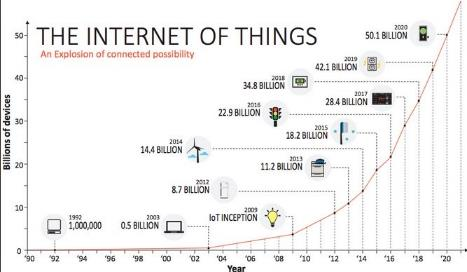 THE INTERNET OF THINGS
An Explosion of connected possibility
2020
50.1 BILLION
2019
42.1 BILLION
2018
34.8 BILLION
2017
28.4 BILLION
2016
22.9 BILLION
2015
18.2 BILLION
2014
14.4 BILLION
2013
11.2 BILLION
2012
8.7 BILLION
2009
IoT INCEPTION
2003
0.5 BILLION
1992
1,000,000
Billions of devices
50
40
30
20
10
0
'90 '92 '94 '96 '98 '00 '02 '04 '06 '08 '10 '12 '14 '16 '18 '20
Year